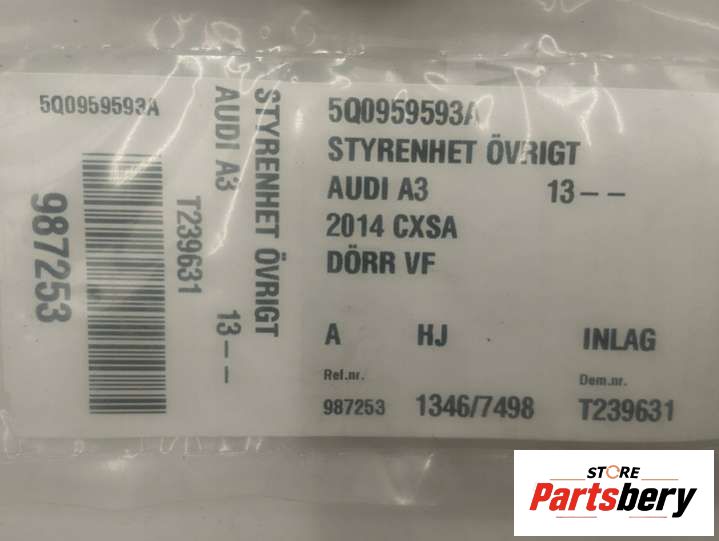 5Q0959593A
987253
T239631
STYRENHET ÖVRIGT
AUDI A3 13--
5Q0959593A
STYRENHET ÖVRIGT
AUDI A3 13--
2014 CXSA
DÖRR VF
A HJ INLAG
Ref.nr. Dem.nr.
987253 1346/7498 T239631
STORE
Partsbery